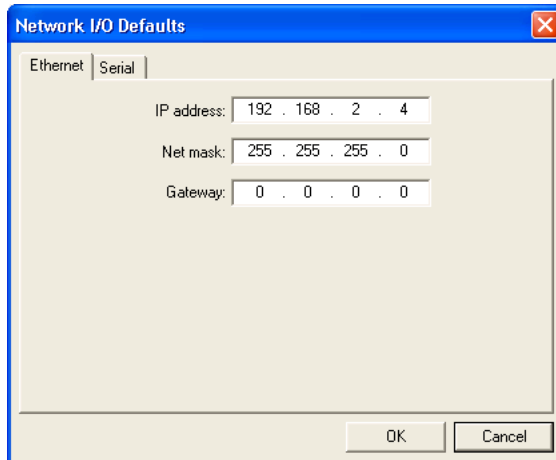 Network I/O Defaults
Ethernet Serial
IP address: 192 . 168 . 2 . 4
Net mask: 255 . 255 . 255 . 0
Gateway: 0 . 0 . 0 . 0
OK Cancel